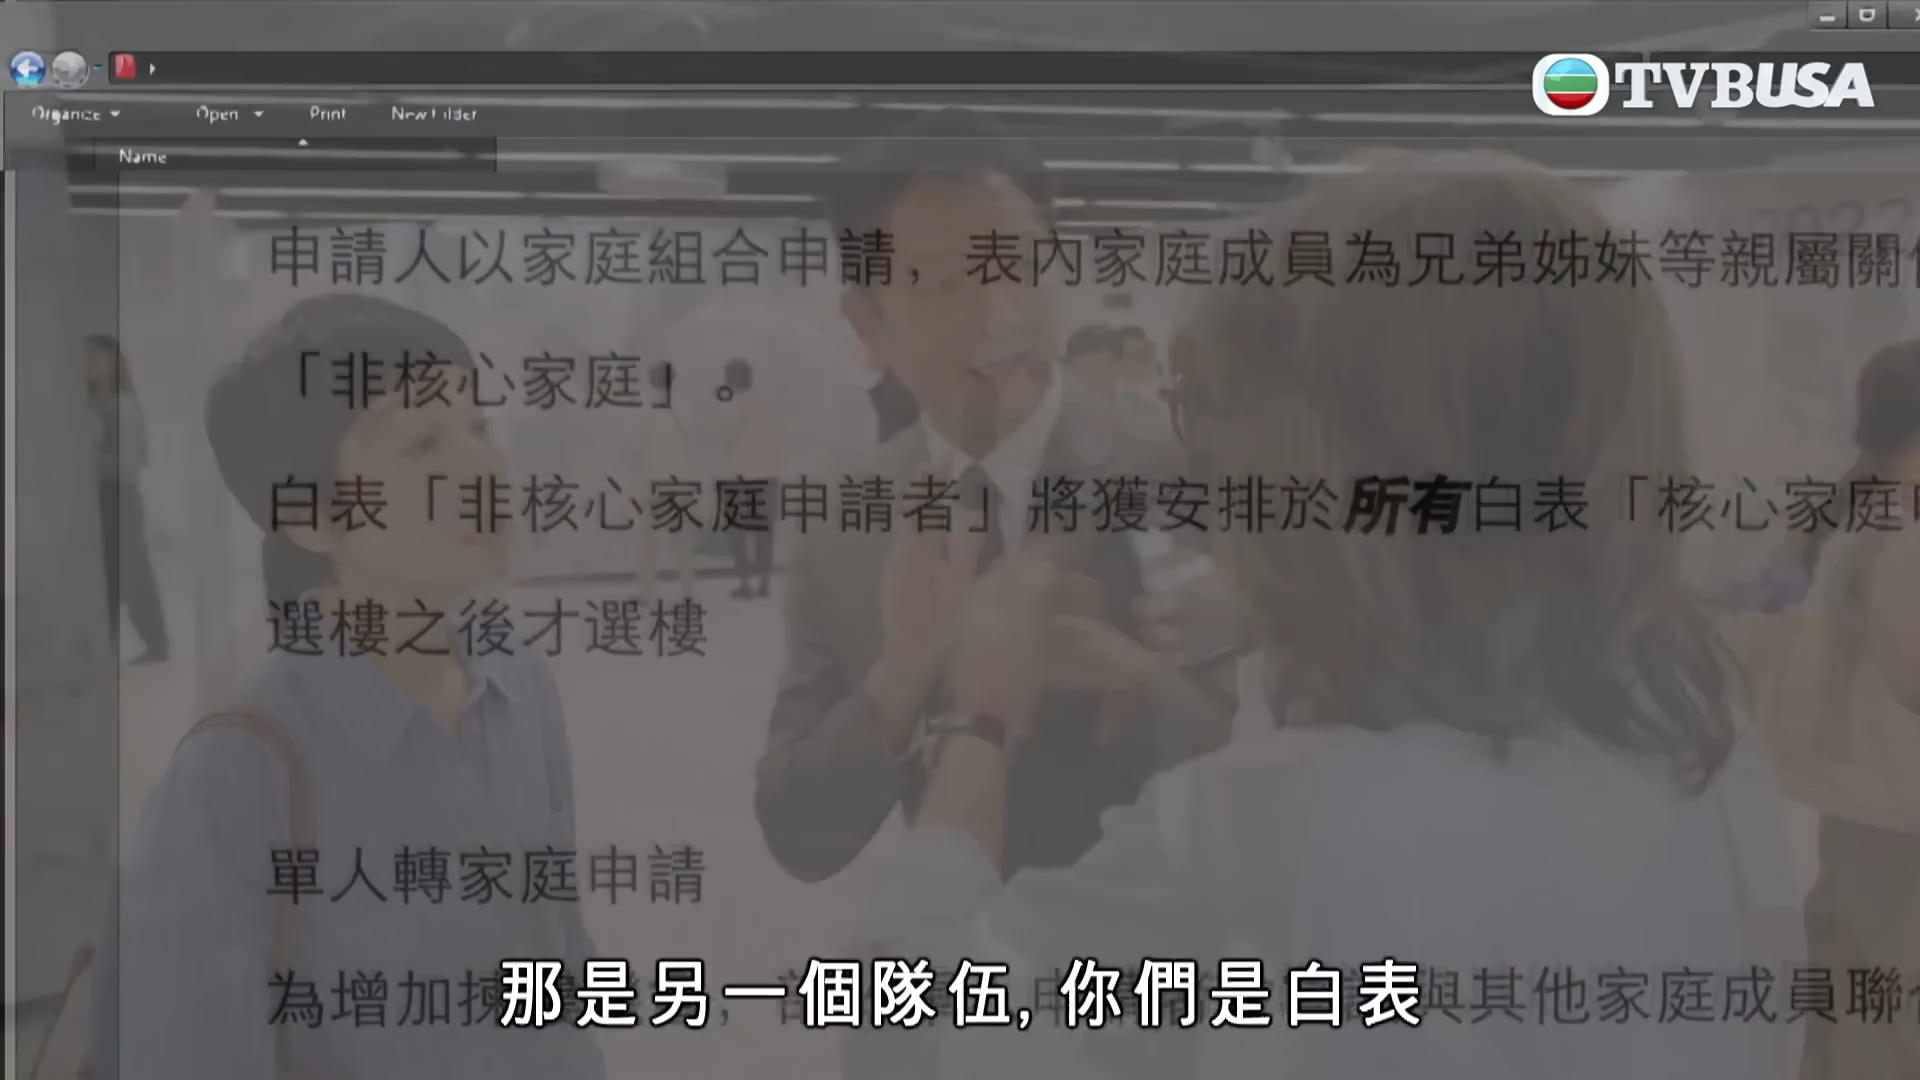 TVBUSA
Organize Open Print New folder
Name
2022
申請人以家庭組合申請，表內家庭成員為兄弟姊妹等親屬關
「非核心家庭」。
白表「非核心家庭申請者」將獲安排於所有白表「核心家庭
選樓之後才選樓
單人轉家庭申請
為增加揀 與其他家庭成員聯
那是另一個隊伍, 你們是白表